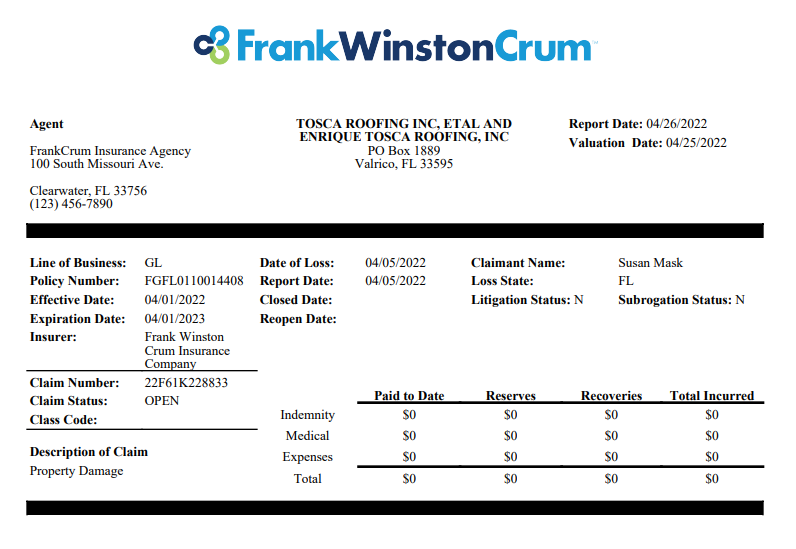 FrankWinstonCrum™
Agent
FrankCrum Insurance Agency
100 South Missouri Ave.
Clearwater, FL 33756
(123) 456-7890
TOSCA ROOFING INC, ETAL AND
ENRIQUE TOSCA ROOFING, INC
PO Box 1889
Valrico, FL 33595
Report Date: 04/26/2022
Valuation Date: 04/25/2022
Line of Business: GL
Policy Number: FGFL0110014408
Effective Date: 04/01/2022
Expiration Date: 04/01/2023
Insurer: Frank Winston
Crum Insurance
Company
Date of Loss: 04/05/2022
Report Date: 04/05/2022
Closed Date:
Reopen Date:
Claimant Name: Susan Mask
Loss State: FL
Litigation Status: N Subrogation Status: N
Claim Number: 22F61K228833
Claim Status: OPEN
Class Code:
Description of Claim
Property Damage
Paid to Date Reserves Recoveries Total Incurred
Indemnity $0 $0 $0 $0
Medical $0 $0 $0 $0
Expenses $0 $0 $0 $0
Total $0 $0 $0 $0